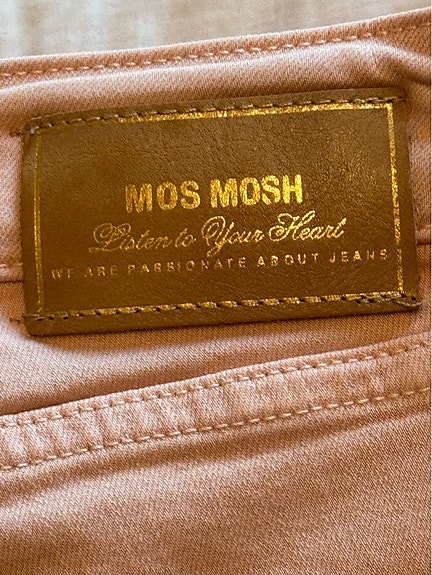 MOS MOSH
Listen to Your Heart
WE ARE PASSIONATE ABOUT JEANS